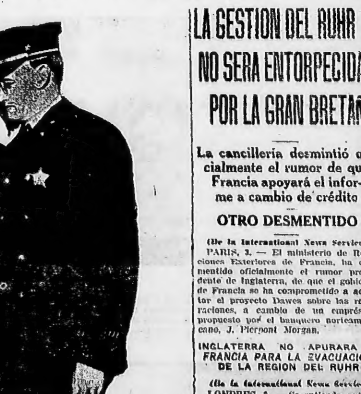 LA GESTION DEL RUHR
NO SERA ENTORPECIDA
POR LA GRAN BRETAÑ
La cancillería desmintió o
cialmente el rumor de qu
Francia apoyará el infor-
me a cambio de crédito
OTRO DESMENTIDO
(De la International News Service
PARIS, 3. — El ministerio de R
ciones Exteriores de Francia, ha
mentido oficialmente el rumor pro
dente de Inglaterra, de que el gobi
de Francia se ha comprometido a ac
tar el proyecto Dawes sobre las re
raciones, a cambio de un emprés
propuesto por el banquero norteam
cano, J. Pierpont Morgan.
INGLATERRA NO APURARA
FRANCIA PARA LA EVACUACIO
DE LA REGION DEL RUHR
(De la International News Service
LONDRES, 3. —